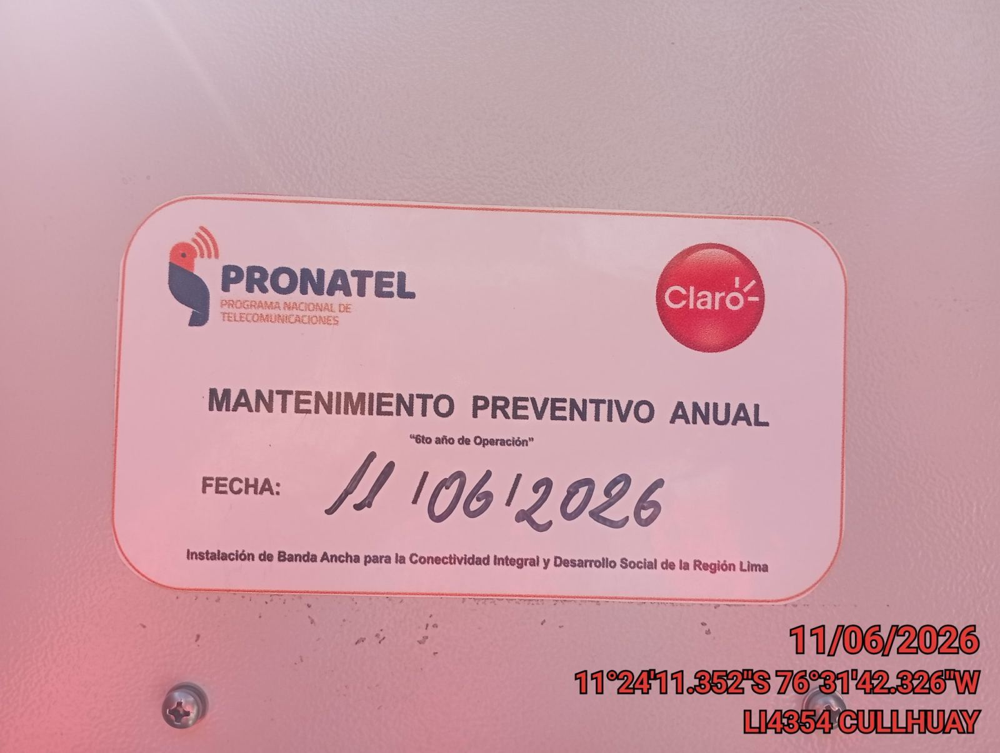 PRONATEL
PROGRAMA NACIONAL DE
TELECOMUNICACIONES
Claro
MANTENIMIENTO PREVENTIVO ANUAL
“6to año de Operación”
FECHA: 11/06/2026
Instalación de Banda Ancha para la Conectividad Integral y Desarrollo Social de la Región Lima
11/06/2026
11°24'11.352"S 76°31'42.326"W
LI4354 CULLHUAY